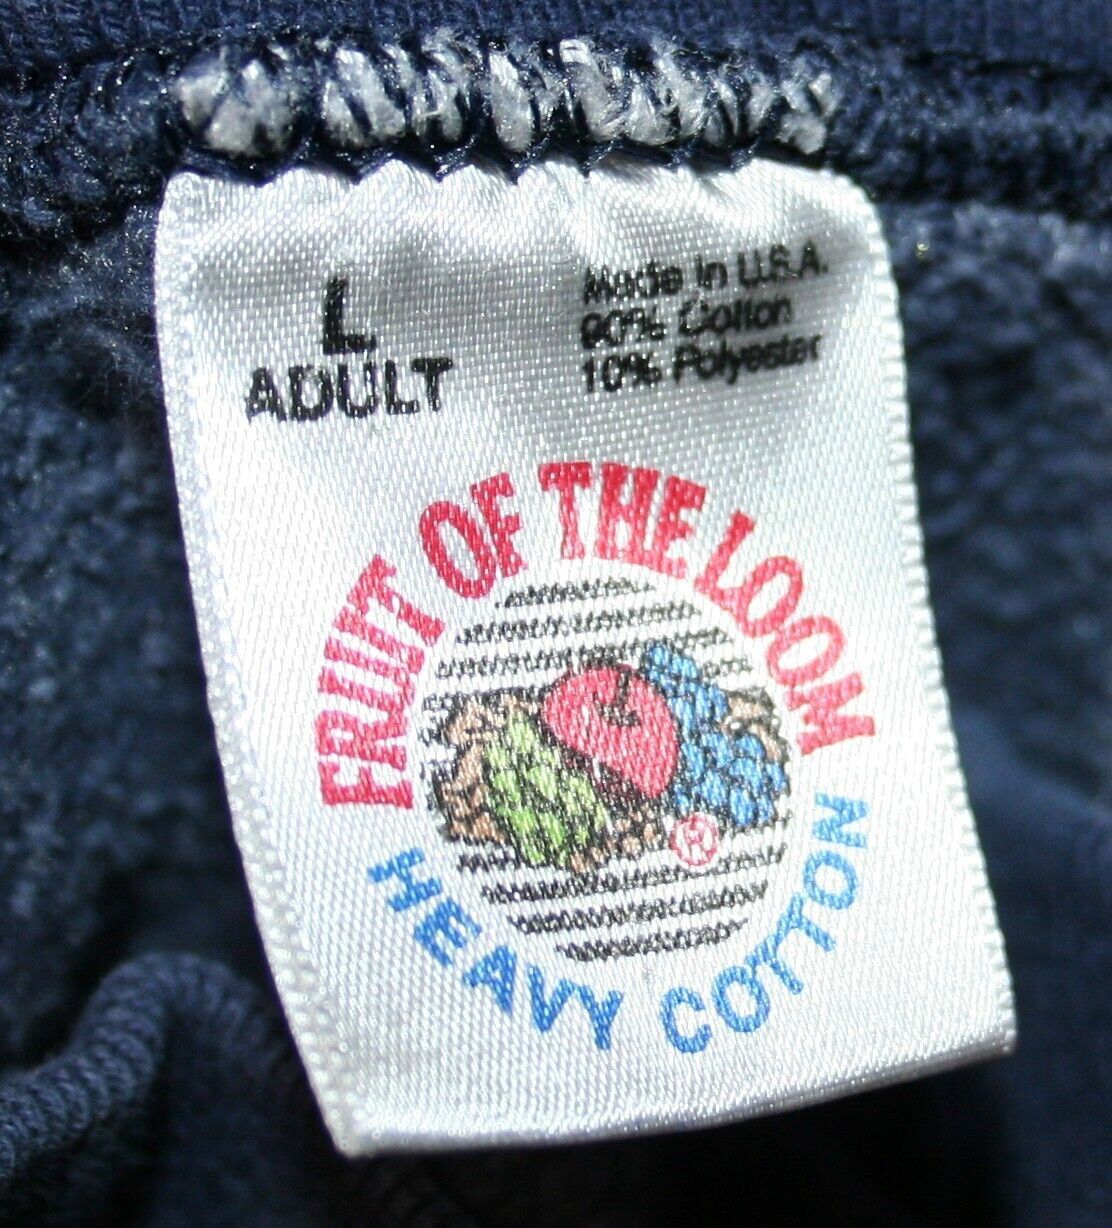 L
ADULT
Made in U.S.A.
90% Cotton
10% Polyester
FRUIT OF THE LOOM
®
HEAVY COTTON